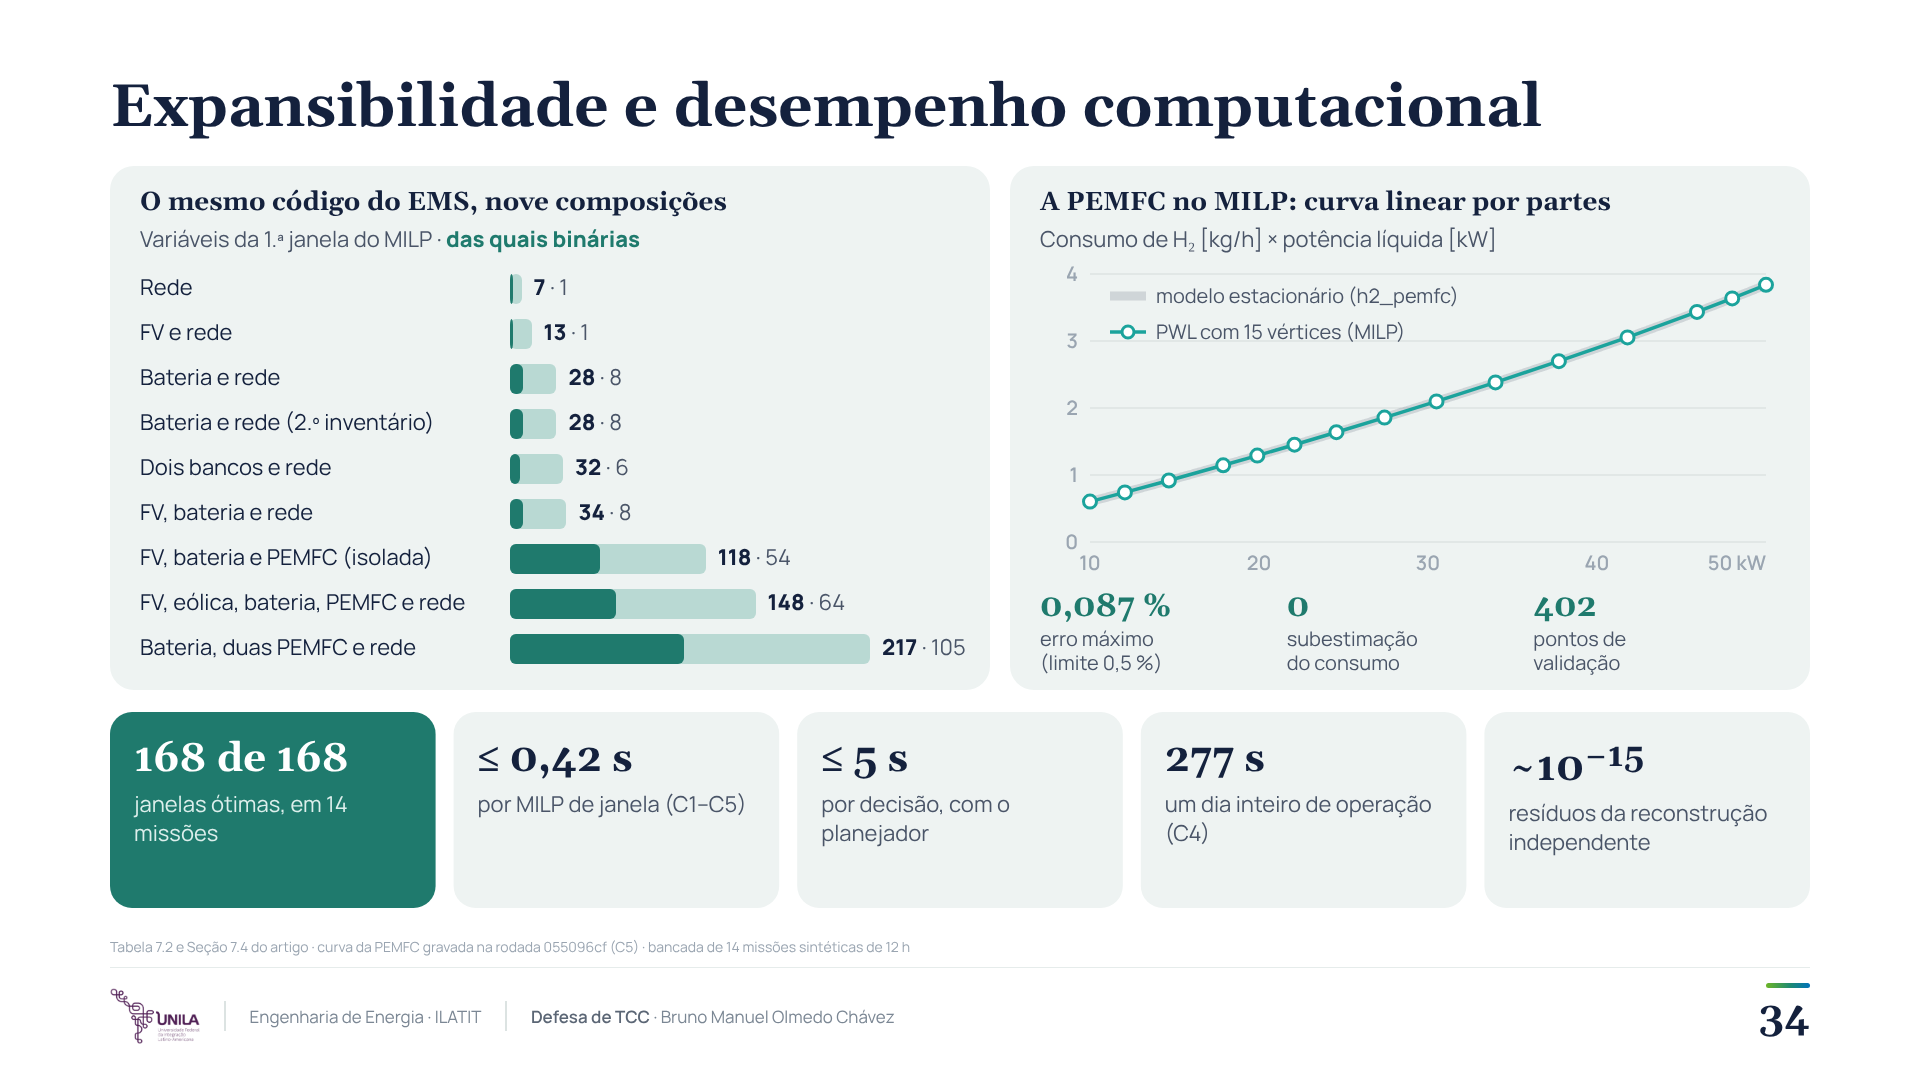 Expansibilidade e desempenho computacional
O mesmo código do EMS, nove composições
Variáveis da 1.ª janela do MILP · das quais binárias
Rede 7 · 1
FV e rede 13 · 1
Bateria e rede 28 · 8
Bateria e rede (2.º inventário) 28 · 8
Dois bancos e rede 32 · 6
FV, bateria e rede 34 · 8
FV, bateria e PEMFC (isolada) 118 · 54
FV, eólica, bateria, PEMFC e rede 148 · 64
Bateria, duas PEMFC e rede 217 · 105
A PEMFC no MILP: curva linear por partes
Consumo de H₂ [kg/h] × potência líquida [kW]
4
modelo estacionário (h2_pemfc)
PWL com 15 vértices (MILP)
3
2
1
0
10 20 30 40 50 kW
0,087 %
erro máximo
(limite 0,5 %)
0
subestimação
do consumo
402
pontos de
validação
168 de 168
janelas ótimas, em 14
missões
≤ 0,42 s
por MILP de janela (C1–C5)
≤ 5 s
por decisão, com o
planejador
277 s
um dia inteiro de operação
(C4)
~10⁻¹⁵
resíduos da reconstrução
independente
Tabela 7.2 e Seção 7.4 do artigo · curva da PEMFC gravada na rodada 055096cf (C5) · bancada de 14 missões sintéticas de 12 h
UNILA
Engenharia de Energia · ILATIT
Defesa de TCC · Bruno Manuel Olmedo Chávez
34